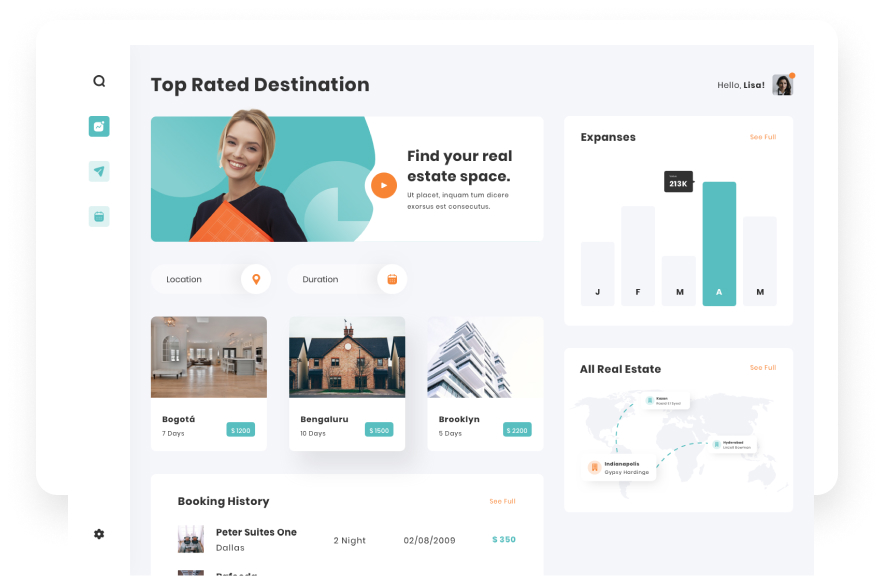 Top Rated Destination
Hello, Lisa!
Find your real
estate space.
Ut placet, inquam tum dicere
exorsus est consecutus.
Location
Duration
Bogotá
7 Days
$ 1200
Bengaluru
10 Days
$ 1500
Brooklyn
5 Days
$ 2200
Booking History
See Full
Peter Suites One
Dallas
2 Night
02/08/2009
$ 350
Expanses
See Full
213K
J
F
M
A
M
All Real Estate
See Full
Hyderabad
Indianapolis
Gypsy Hardinge